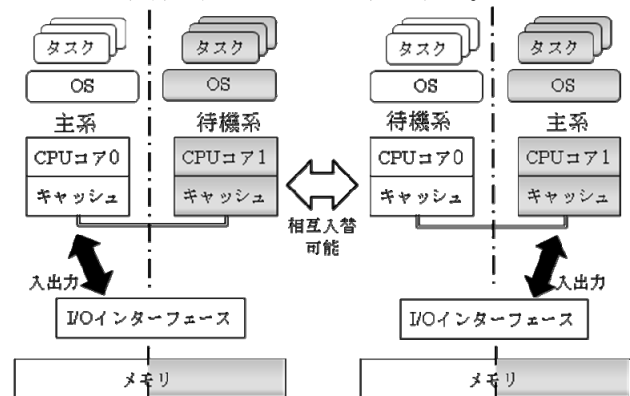 タスク タスク タスク タスク
OS OS OS OS
主系 待機系 待機系 主系
CPUコア0 CPUコア1 CPUコア0 CPUコア1
キャッシュ キャッシュ キャッシュ キャッシュ
相互入替
可能
入出力 入出力
I/Oインターフェース I/Oインターフェース
メモリ メモリ